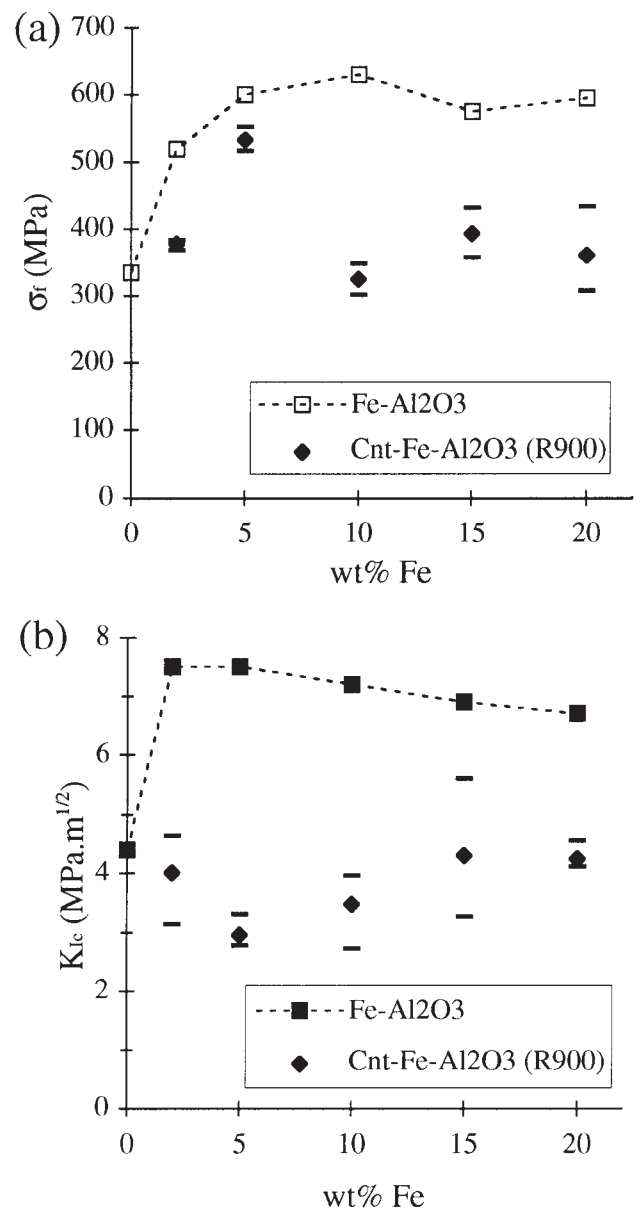 (a)
700
600
500
400
300
200
100
0
σf (MPa)
Fe-Al2O3
Cnt-Fe-Al2O3 (R900)
0 5 10 15 20
wt% Fe
(b)
8
6
4
2
0
KIc (MPa.m1/2)
Fe-Al2O3
Cnt-Fe-Al2O3 (R900)
0 5 10 15 20
wt% Fe